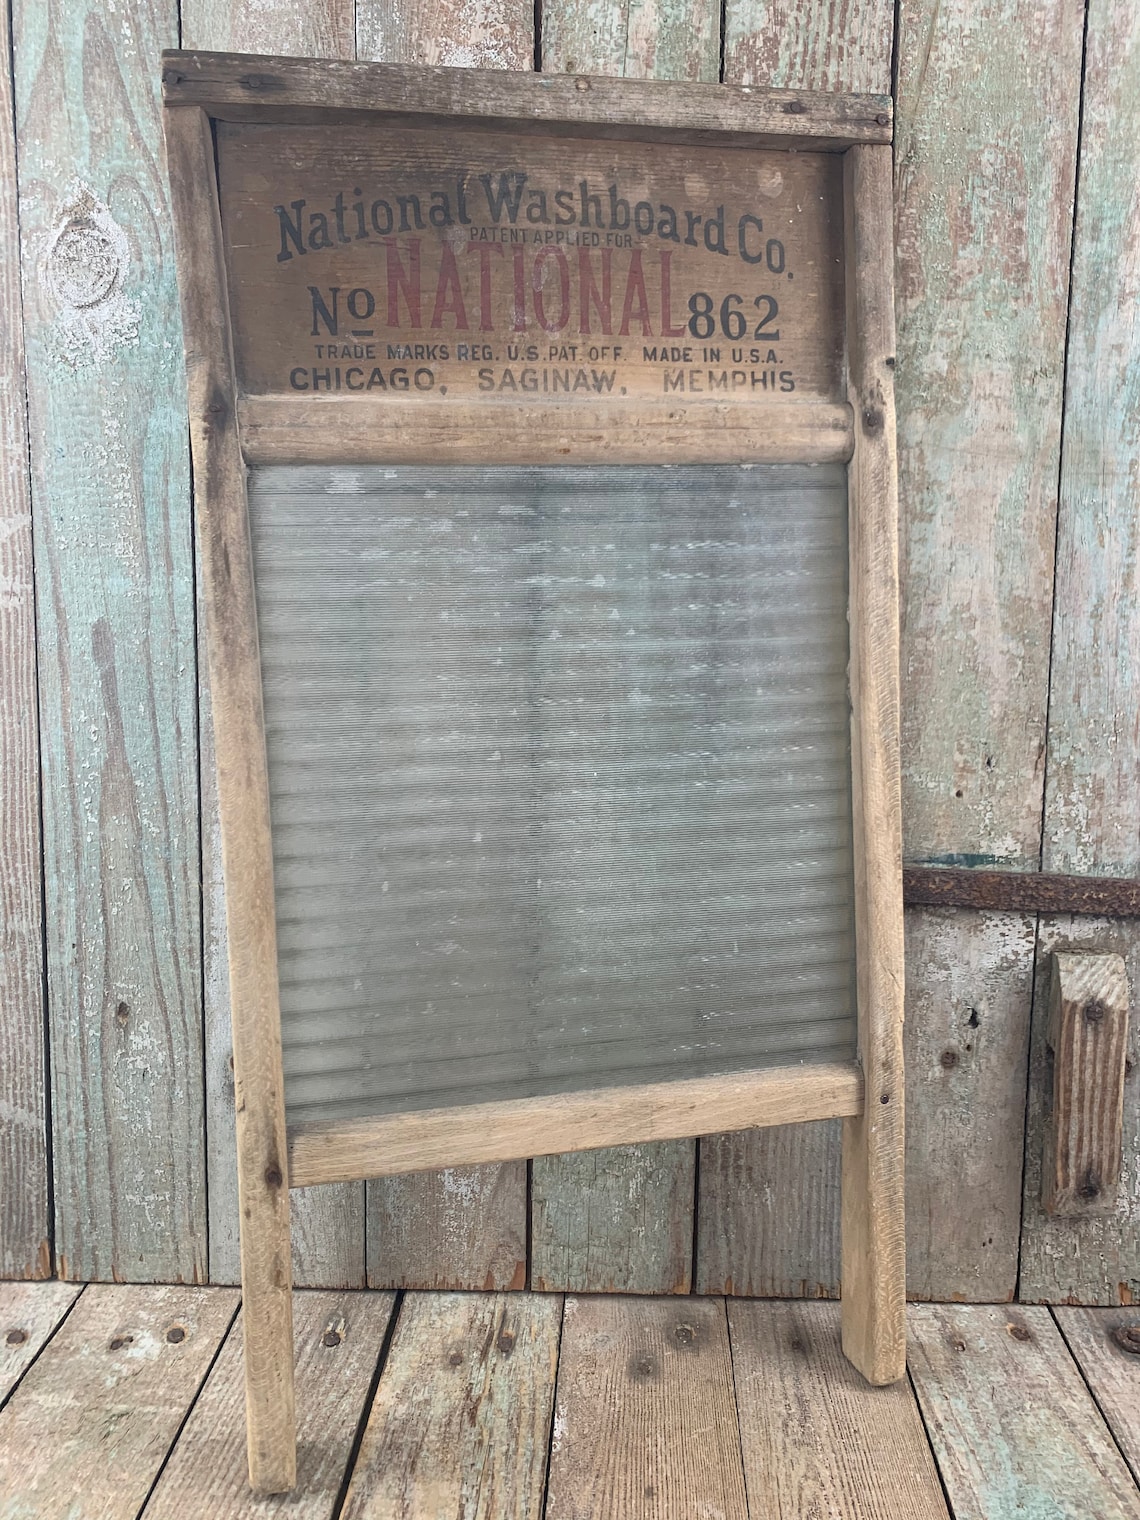 National Washboard Co.
PATENT APPLIED FOR
No NATIONAL 862
TRADE MARKS REG. U.S. PAT. OFF. MADE IN U.S.A.
CHICAGO, SAGINAW, MEMPHIS